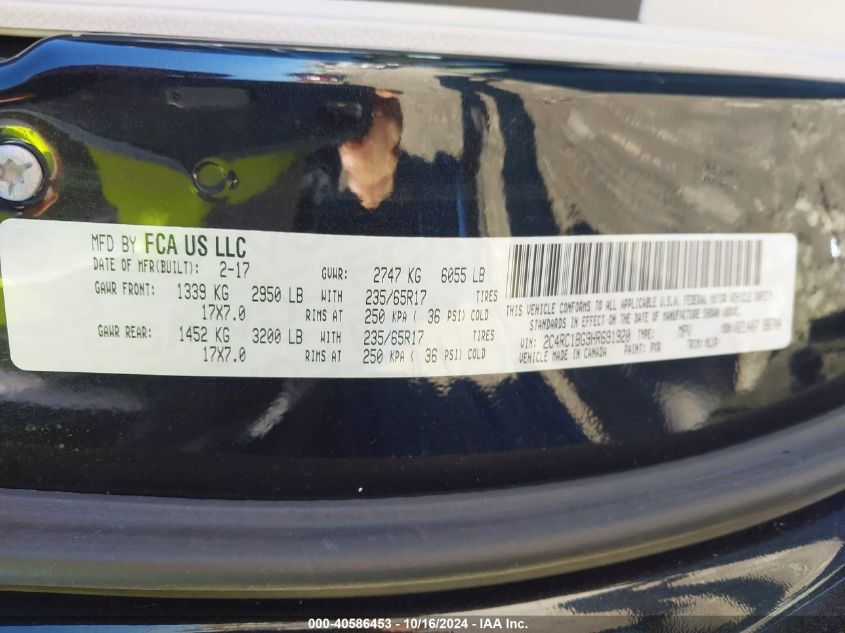 MFD BY FCA US LLC
DATE OF MFR(BUILT): 2-17 GVWR: 2747 KG 6055 LB
GAWR FRONT: 1339 KG 2950 LB WITH 235/65R17 TIRES
17X7.0 RIMS AT 250 KPA ( 36 PSI) COLD
GAWR REAR: 1452 KG 3200 LB WITH 235/65R17 TIRES
17X7.0 RIMS AT 250 KPA ( 36 PSI) COLD
THIS VEHICLE CONFORMS TO ALL APPLICABLE U.S.A. FEDERAL MOTOR VEHICLE SAFETY
STANDARDS IN EFFECT ON THE DATE OF MANUFACTURE SHOWN ABOVE.
VIN: 2C4RC1BG3HR691920 TYPE: MPV
VEHICLE MADE IN CANADA PAINT: PXR TRIM:
000-40586453 - 10/16/2024 - IAA Inc.